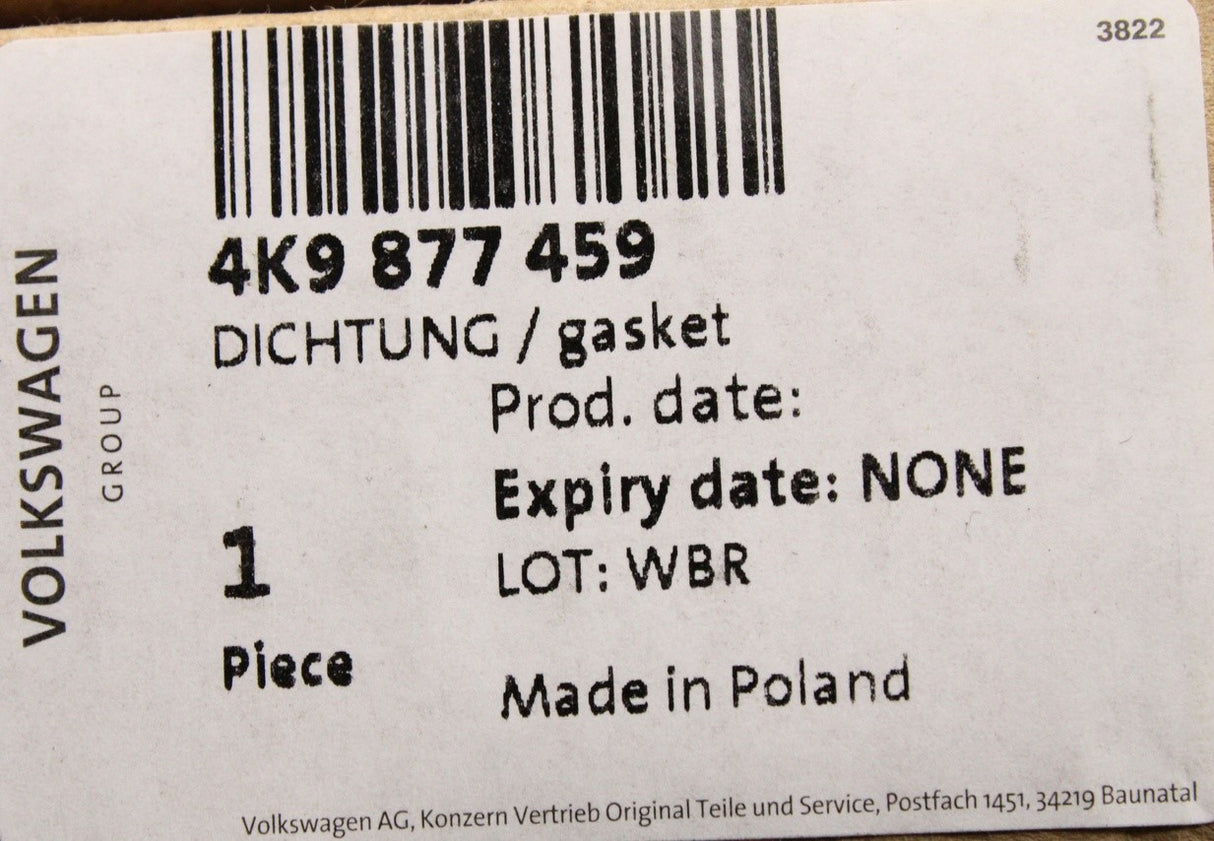 3822
VOLKSWAGEN
GROUP
4K9 877 459
DICHTUNG / gasket
Prod. date:
Expiry date: NONE
1
LOT: WBR
Piece
Made in Poland
Volkswagen AG, Konzern Vertrieb Original Teile und Service, Postfach 1451, 34219 Baunatal